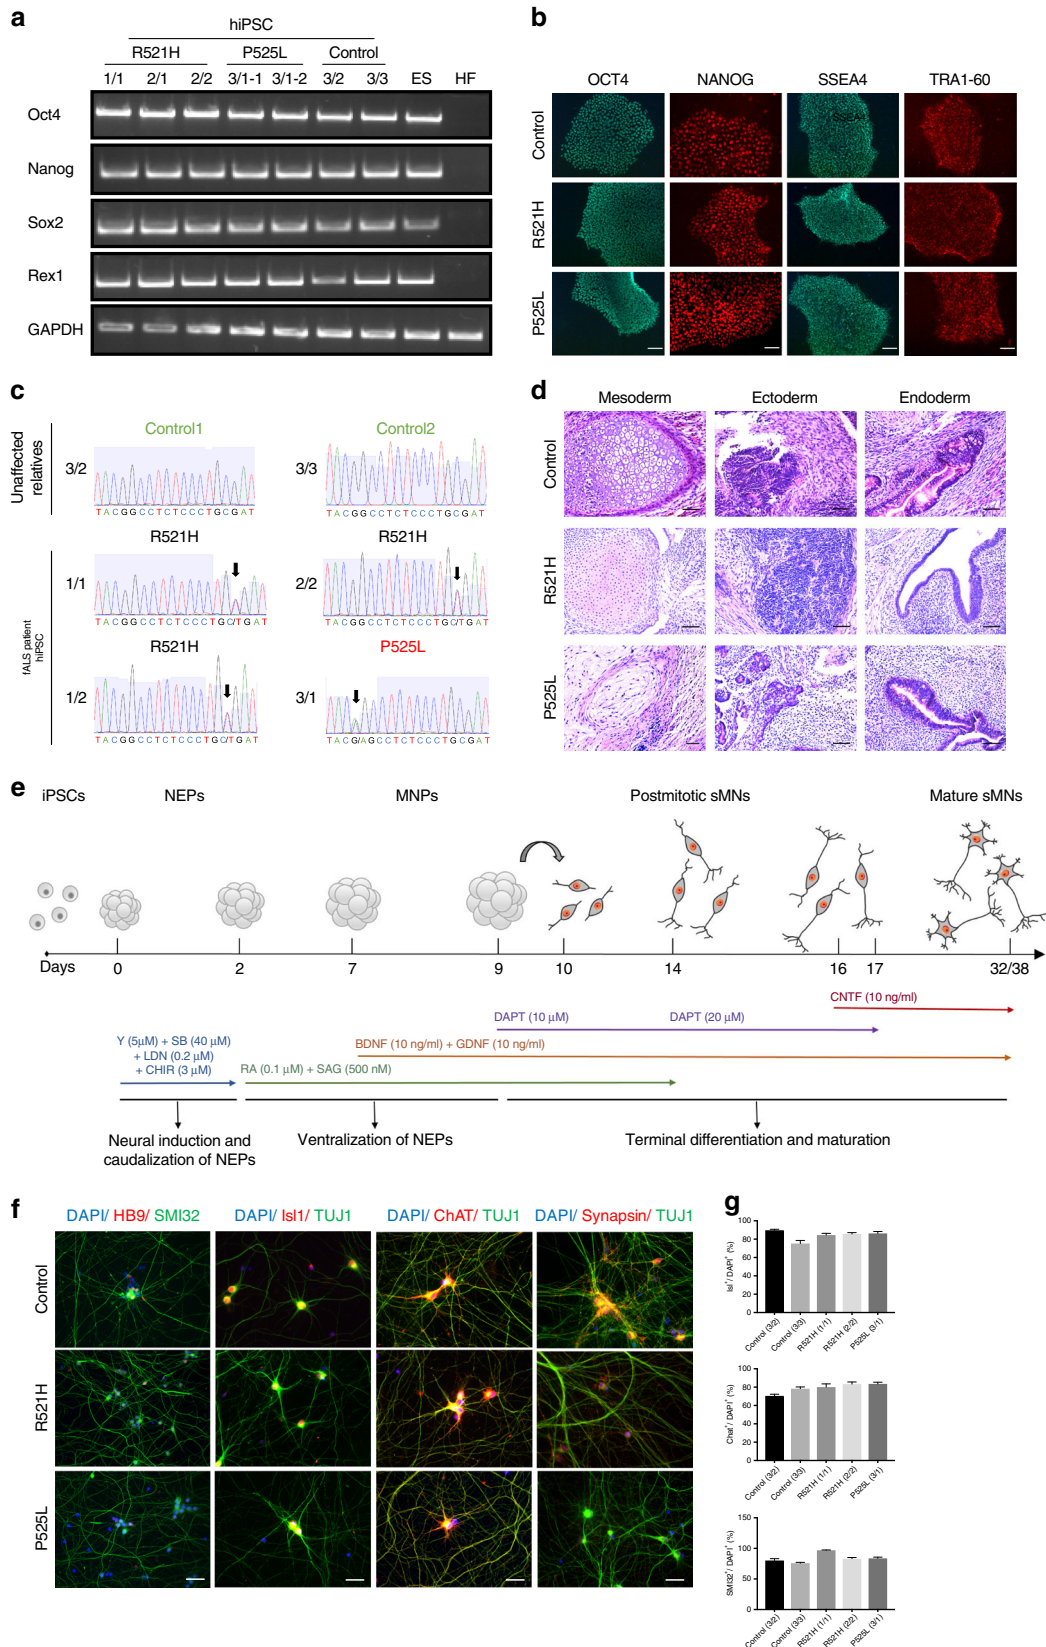 a
hiPSC
R521H P525L Control
1/1 2/1 2/2 3/1-1 3/1-2 3/2 3/3 ES HF
Oct4
Nanog
Sox2
Rex1
GAPDH
b
OCT4 NANOG SSEA4 TRA1-60
Control
SSEA4
R521H
P525L
c
Unaffected relatives
Control1 Control2
3/2 3/3
TACGGCCTCTCCCTGCGAT TACGGCCTCTCCCTGCGAT
fALS patient hiPSC
R521H R521H
1/1 2/2
TACGGCCTCTCCCTGC/TGAT TACGGCCTCTCCCTGC/TGAT
R521H P525L
1/2 3/1
TACGGCCTCTCCCTGC/TGAT TACG/AGCCTCTCCCTGCGAT
d
Mesoderm Ectoderm Endoderm
Control
R521H
P525L
e
iPSCs NEPs MNPs Postmitotic sMNs Mature sMNs
Days 0 2 7 9 10 14 16 17 32/38
CNTF (10 ng/ml)
DAPT (10 μM) DAPT (20 μM)
Y (5μM) + SB (40 μM)
+ LDN (0.2 μM)
+ CHIR (3 μM)
BDNF (10 ng/ml) + GDNF (10 ng/ml)
RA (0.1 μM) + SAG (500 nM)
Neural induction and
caudalization of NEPs
Ventralization of NEPs
Terminal differentiation and maturation
f
DAPI/ HB9/ SMI32 DAPI/ Isl1/ TUJ1 DAPI/ ChAT/ TUJ1 DAPI/ Synapsin/ TUJ1
Control
R521H
P525L
g
Isl⁺/ DAPI⁺ (%)
100
80
60
40
20
0
Control (3/2) Control (3/3) R521H (1/1) R521H (2/2) P525L (3/1)
Chat⁺/ DAPI⁺ (%)
100
80
60
40
20
0
Control (3/2) Control (3/3) R521H (1/1) R521H (2/2) P525L (3/1)
SMI32⁺/ DAPI⁺ (%)
150
100
50
0
Control (3/2) Control (3/3) R521H (1/1) R521H (2/2) P525L (3/1)